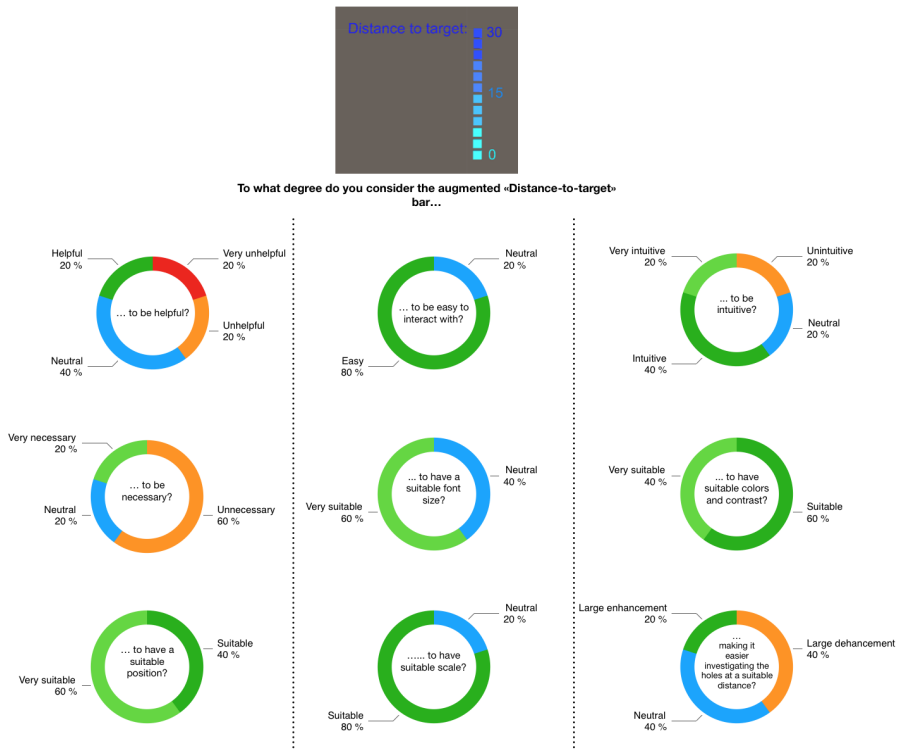 Distance to target:
30
15
0
To what degree do you consider the augmented «Distance-to-target»
bar…
Helpful
20 %
Very unhelpful
20 %
Unhelpful
20 %
Neutral
40 %
… to be helpful?
Neutral
20 %
Easy
80 %
… to be easy to
interact with?
Very intuitive
20 %
Unintuitive
20 %
Neutral
20 %
Intuitive
40 %
... to be
intuitive?
Very necessary
20 %
Neutral
20 %
Unnecessary
60 %
… to be
necessary?
Neutral
40 %
Very suitable
60 %
... to have a
suitable font
size?
Very suitable
40 %
Suitable
60 %
... to have
suitable colors
and contrast?
Suitable
40 %
Very suitable
60 %
… to have a
suitable
position?
Neutral
20 %
Suitable
80 %
…... to have
suitable scale?
Large enhancement
20 %
Large dehancement
40 %
Neutral
40 %
…
making it
easier
investigating the
holes at a suitable
distance?